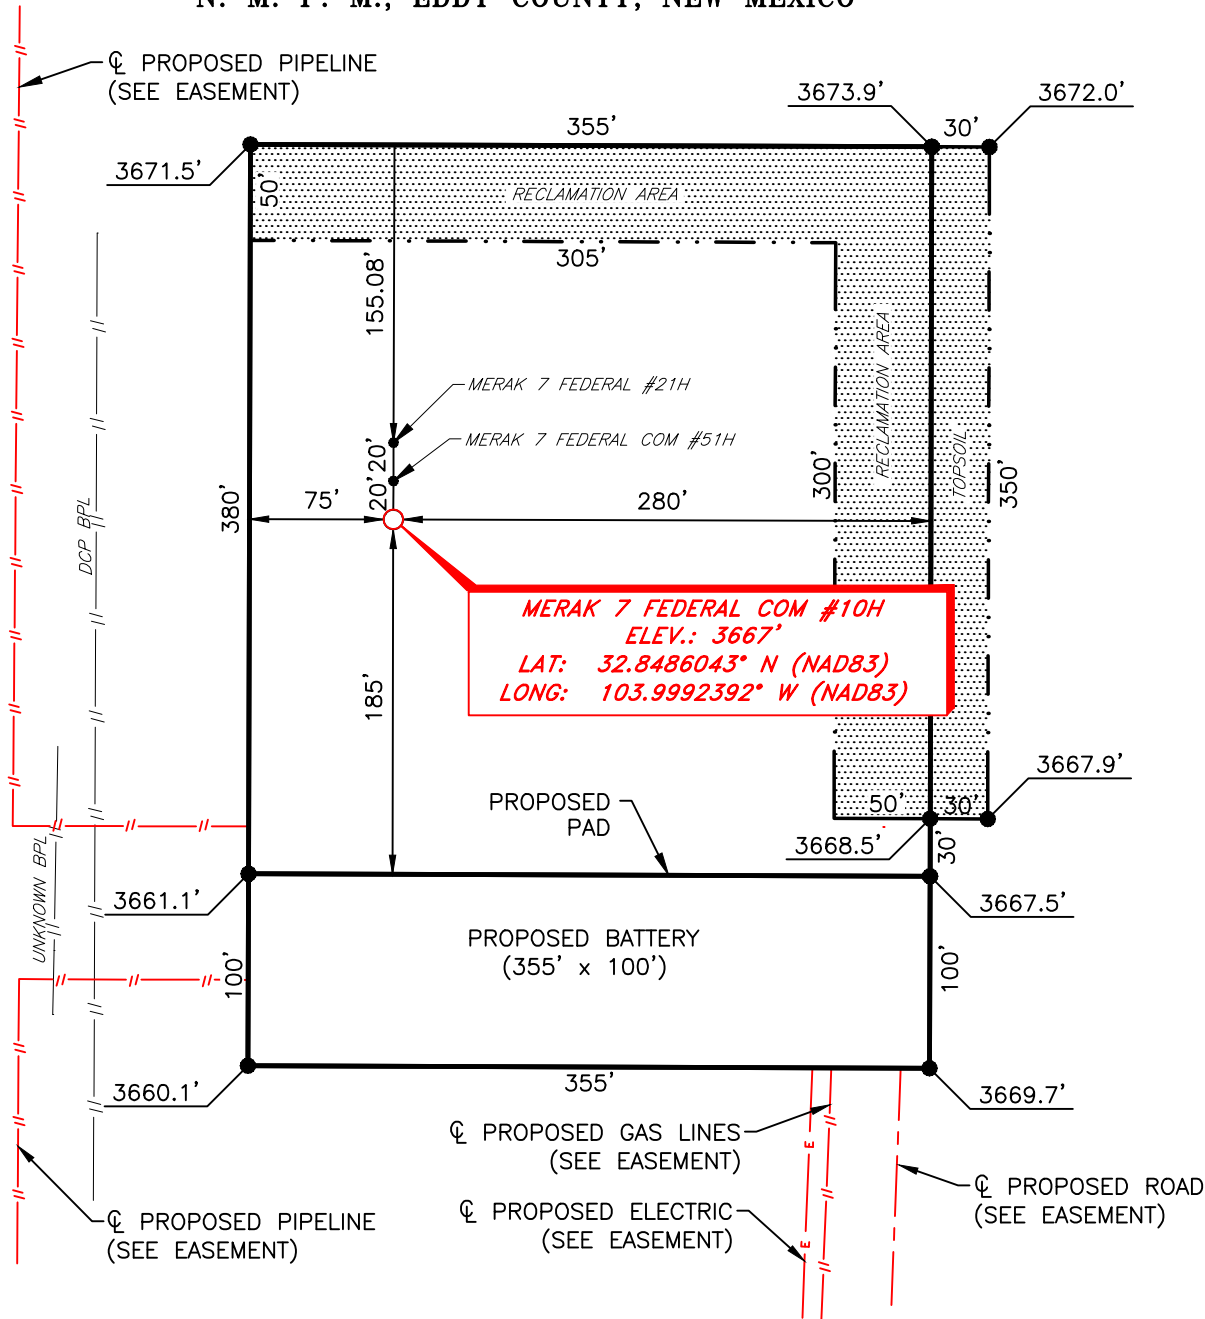 N. M. P. M., EDDY COUNTY, NEW MEXICO
℄ PROPOSED PIPELINE
(SEE EASEMENT)
3673.9'
3672.0'
355'
30'
3671.5'
50'
RECLAMATION AREA
305'
155.08'
RECLAMATION AREA
MERAK 7 FEDERAL #21H
MERAK 7 FEDERAL COM #51H
TOPSOIL
20'
20'
300'
350'
380'
75'
280'
DCP BPL
MERAK 7 FEDERAL COM #10H
ELEV.: 3667'
LAT: 32.8486043° N (NAD83)
LONG: 103.9992392° W (NAD83)
185'
3667.9'
PROPOSED
PAD
50'
30'
3668.5'
30'
UNKNOWN BPL
3661.1'
3667.5'
PROPOSED BATTERY
(355' x 100')
100'
100'
3660.1'
355'
3669.7'
℄ PROPOSED GAS LINES
(SEE EASEMENT)
E
℄ PROPOSED ROAD
(SEE EASEMENT)
℄ PROPOSED ELECTRIC
(SEE EASEMENT)
E
℄ PROPOSED PIPELINE
(SEE EASEMENT)